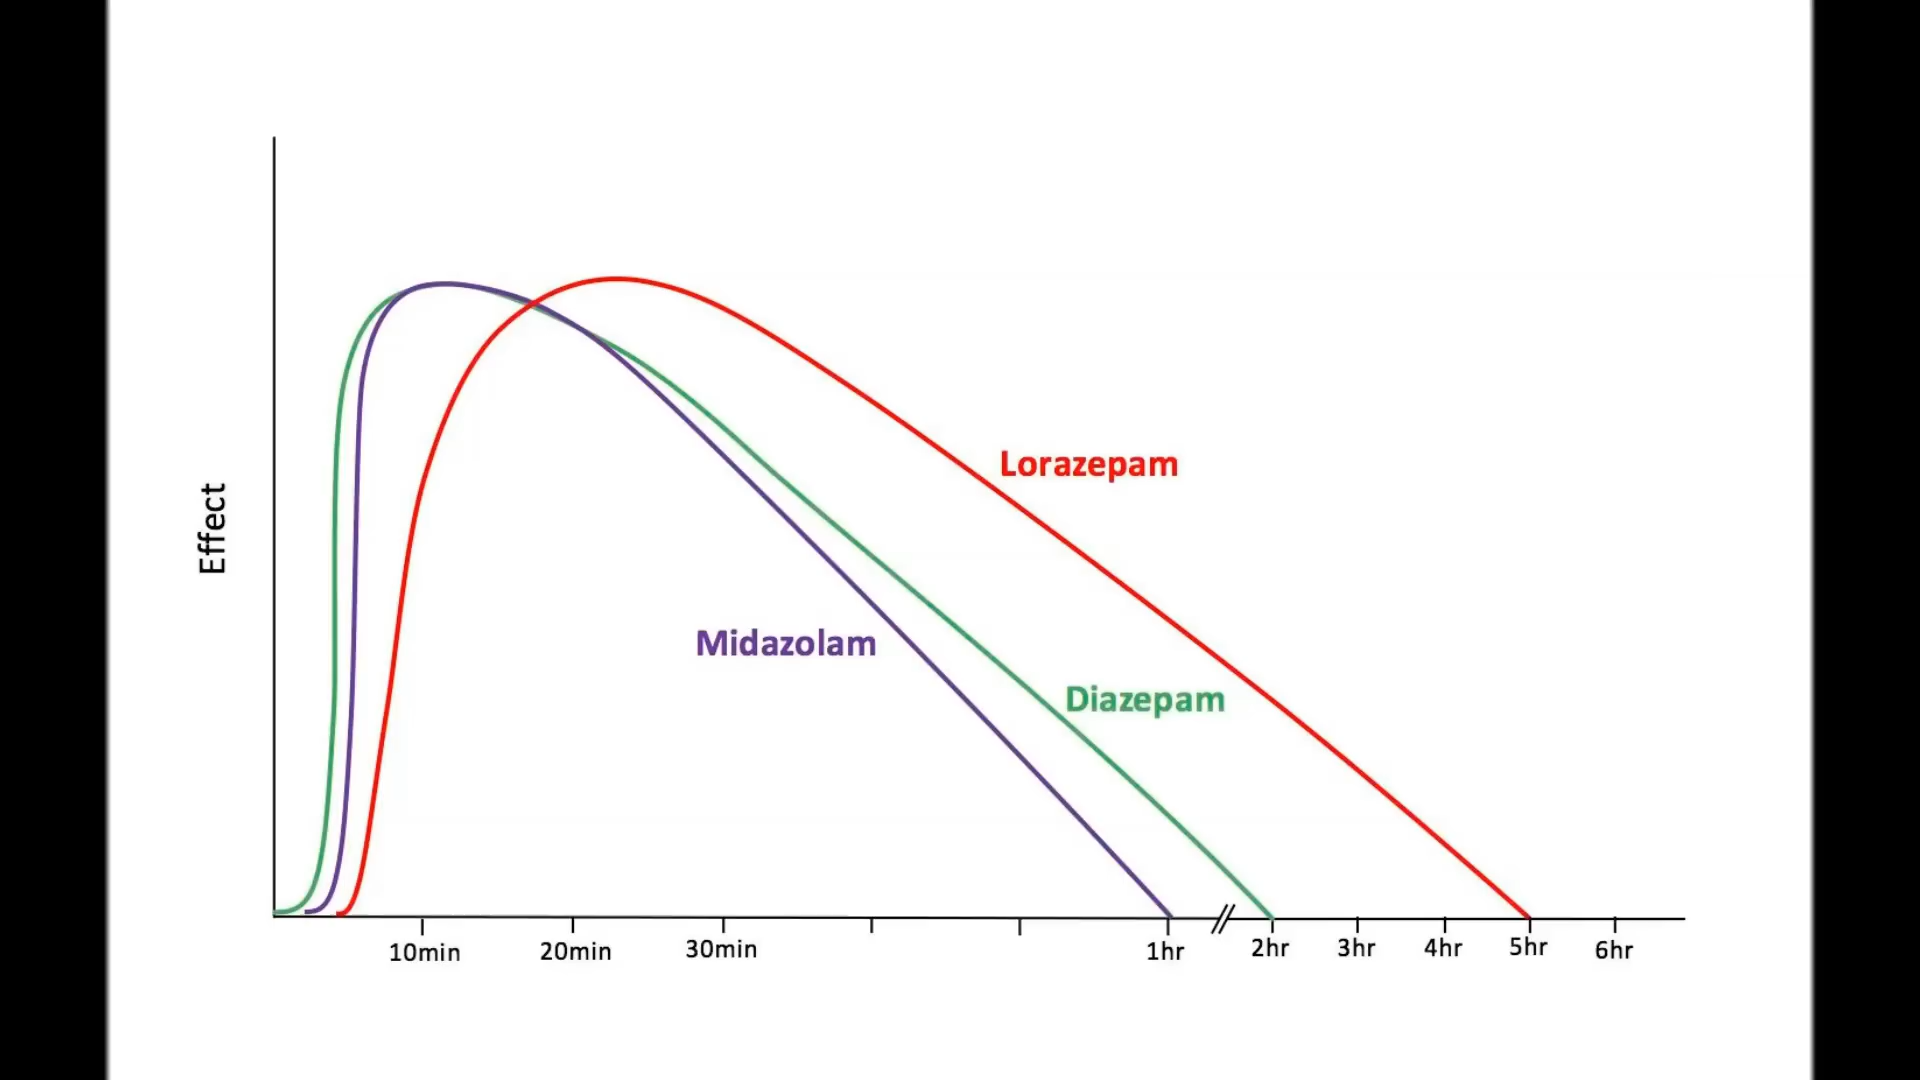 Effect
Lorazepam
Midazolam
Diazepam
10min
20min
30min
1hr
2hr
3hr
4hr
5hr
6hr